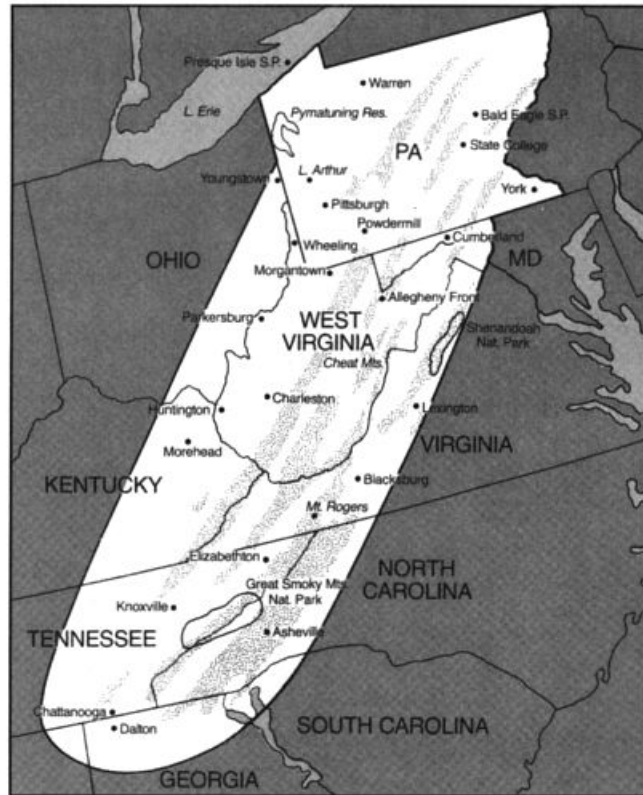 Presque Isle S.P.
Warren
L. Erie
Pymatuning Res.
Bald Eagle S.P.
PA
State College
L. Arthur
Youngstown
York
Pittsburgh
Powdermill
Cumberland
Wheeling
OHIO
MD
Morgantown
Allegheny Front
Parkersburg
WEST
VIRGINIA
Shenandoah
Nat. Park
Cheat Mts.
Charleston
Huntington
Lexington
Morehead
VIRGINIA
KENTUCKY
Blacksburg
Mt. Rogers
Elizabethton
NORTH
CAROLINA
Great Smoky Mts.
Nat. Park
Knoxville
TENNESSEE
Asheville
Chattanooga
Dalton
SOUTH CAROLINA
GEORGIA